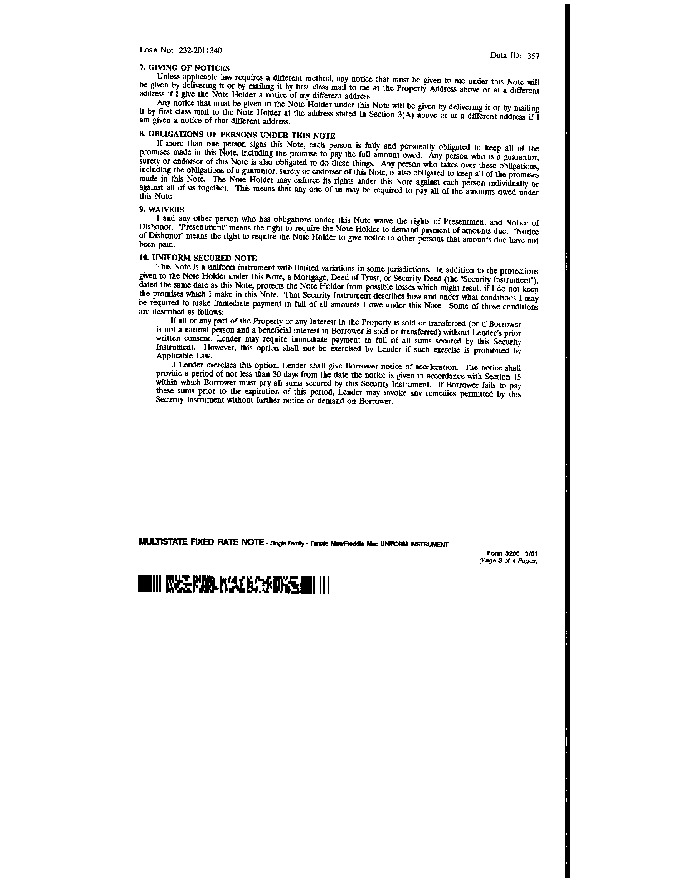 Loan No: 232-2011340
Data ID: 357
7. GIVING OF NOTICES
Unless applicable law requires a different method, any notice that must be given to me under this Note will
be given by delivering it or by mailing it by first class mail to me at the Property Address above or at a different
address if I give the Note Holder a notice of my different address.
Any notice that must be given to the Note Holder under this Note will be given by delivering it or by mailing
it by first class mail to the Note Holder at the address stated in Section 3(A) above or at a different address if I
am given a notice of that different address.
8. OBLIGATIONS OF PERSONS UNDER THIS NOTE
If more than one person signs this Note, each person is fully and personally obligated to keep all of the
promises made in this Note, including the promise to pay the full amount owed. Any person who is a guarantor,
surety or endorser of this Note is also obligated to do these things. Any person who takes over these obligations,
including the obligations of a guarantor, surety or endorser of this Note, is also obligated to keep all of the promises
made in this Note. The Note Holder may enforce its rights under this Note against each person individually or
against all of us together. This means that any one of us may be required to pay all of the amounts owed under
this Note.
9. WAIVERS
I and any other person who has obligations under this Note waive the rights of Presentment and Notice of
Dishonor. "Presentment" means the right to require the Note Holder to demand payment of amounts due. "Notice
of Dishonor" means the right to require the Note Holder to give notice to other persons that amounts due have not
been paid.
10. UNIFORM SECURED NOTE
This Note is a uniform instrument with limited variations in some jurisdictions. In addition to the protections
given to the Note Holder under this Note, a Mortgage, Deed of Trust, or Security Deed (the "Security Instrument"),
dated the same date as this Note, protects the Note Holder from possible losses which might result if I do not keep
the promises which I make in this Note. That Security Instrument describes how and under what conditions I may
be required to make immediate payment in full of all amounts I owe under this Note. Some of those conditions
are described as follows:
If all or any part of the Property or any Interest in the Property is sold or transferred (or if Borrower
is not a natural person and a beneficial interest in Borrower is sold or transferred) without Lender's prior
written consent, Lender may require immediate payment in full of all sums secured by this Security
Instrument. However, this option shall not be exercised by Lender if such exercise is prohibited by
Applicable Law.
If Lender exercises this option, Lender shall give Borrower notice of acceleration. The notice shall
provide a period of not less than 30 days from the date the notice is given in accordance with Section 15
within which Borrower must pay all sums secured by this Security Instrument. If Borrower fails to pay
these sums prior to the expiration of this period, Lender may invoke any remedies permitted by this
Security Instrument without further notice or demand on Borrower.
MULTISTATE FIXED RATE NOTE - Single Family - Fannie Mae/Freddie Mac UNIFORM INSTRUMENT
Form 3200 1/01
(Page 3 of 4 Pages)